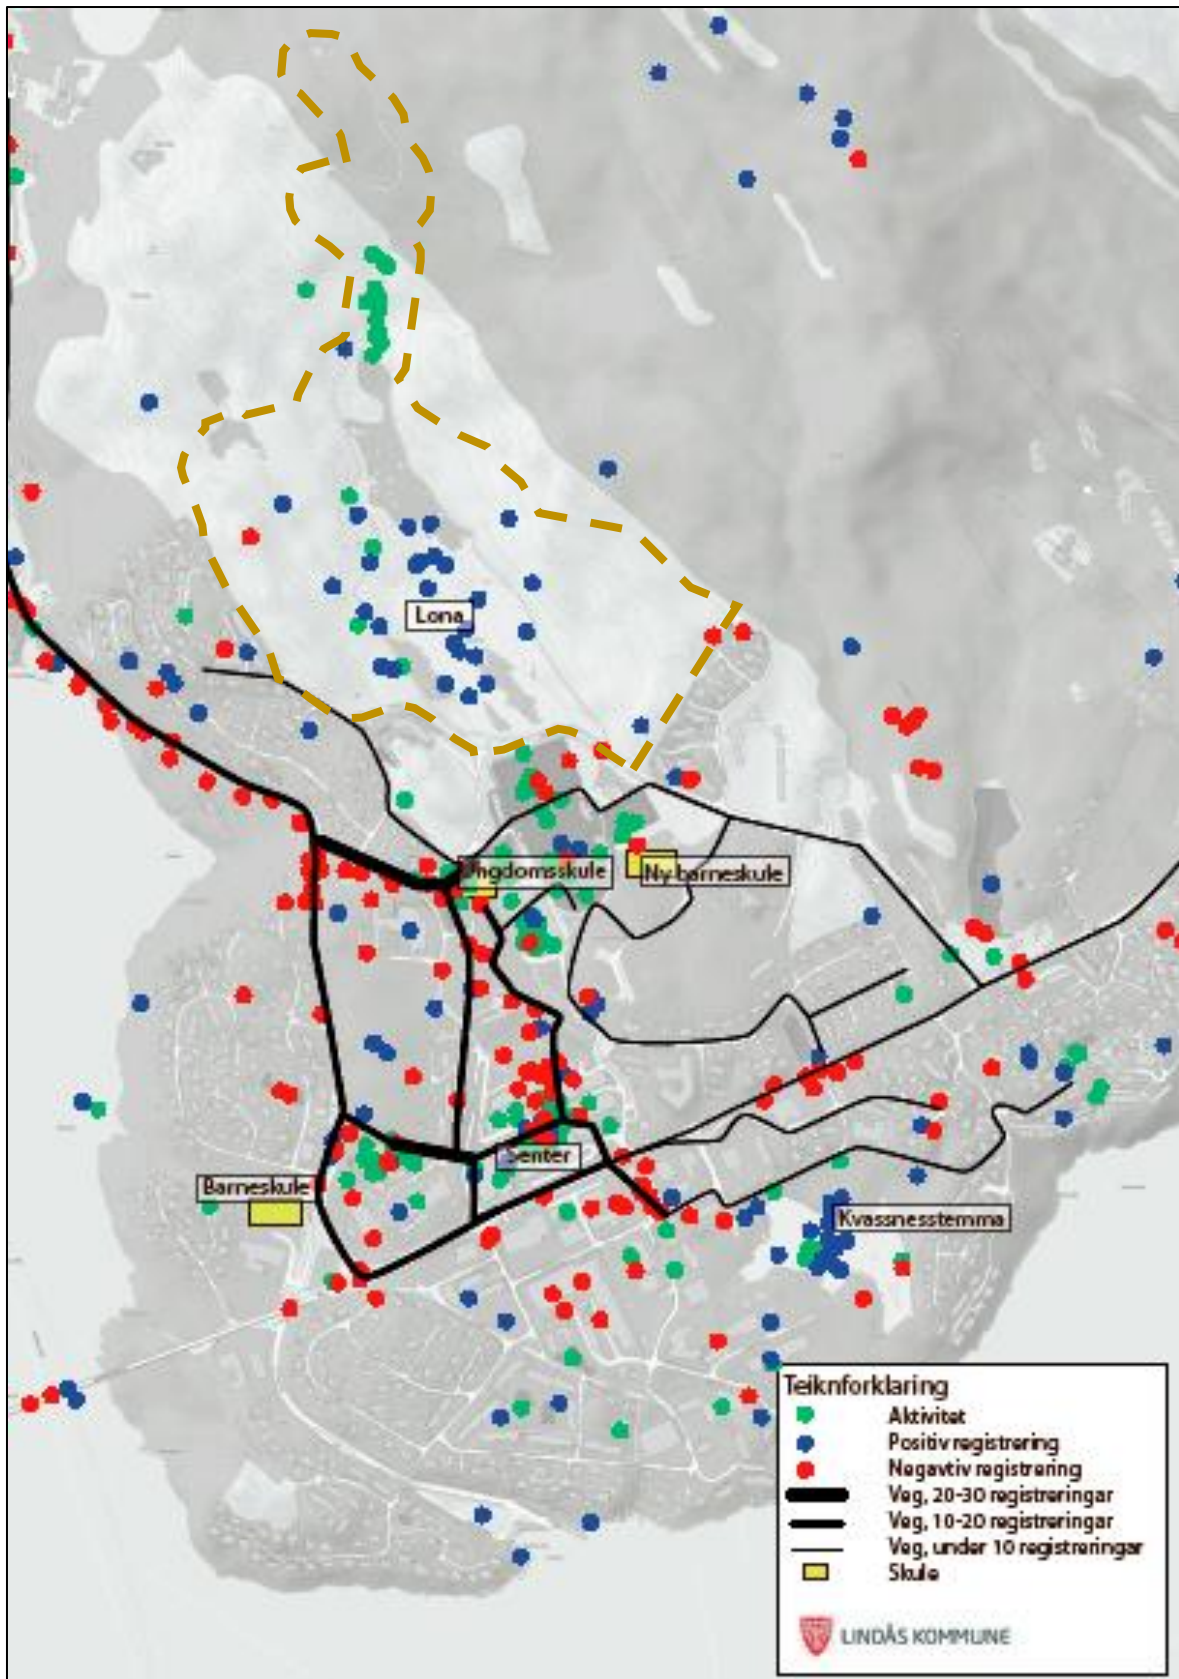 Lona
Ungdomsskule
Ny barneskule
Senter
Barneskule
Kvassnesstemma
Teiknforklaring
Aktivitet
Positiv registrering
Negavtiv registrering
Veg, 20-30 registreringar
Veg, 10-20 registreringar
Veg, under 10 registreringar
Skule
LINDÅS KOMMUNE